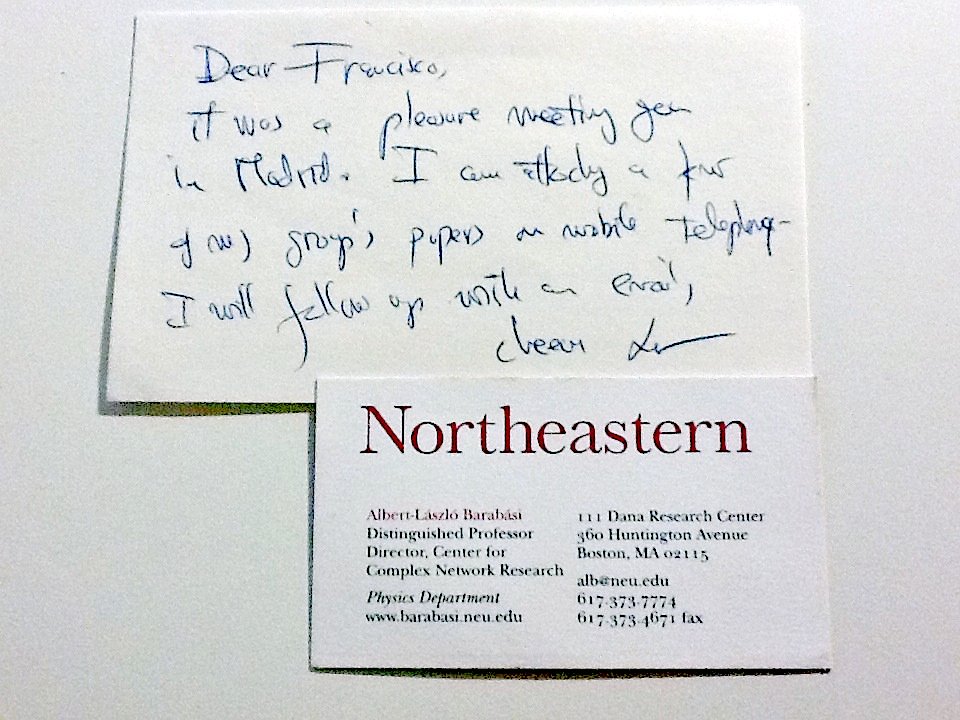 Dear Francisco,
it was a pleasure meeting you
in Madrid. I am attachig a few
of my group's papers on mobile telephony.
I will follow up with an email,
cheers
Northeastern
Albert-László Barabási
Distinguished Professor
Director, Center for
Complex Network Research
Physics Department
www.barabasi.neu.edu
111 Dana Research Center
360 Huntington Avenue
Boston, MA 02115
alb@neu.edu
617-373-7774
617-373-4671 fax